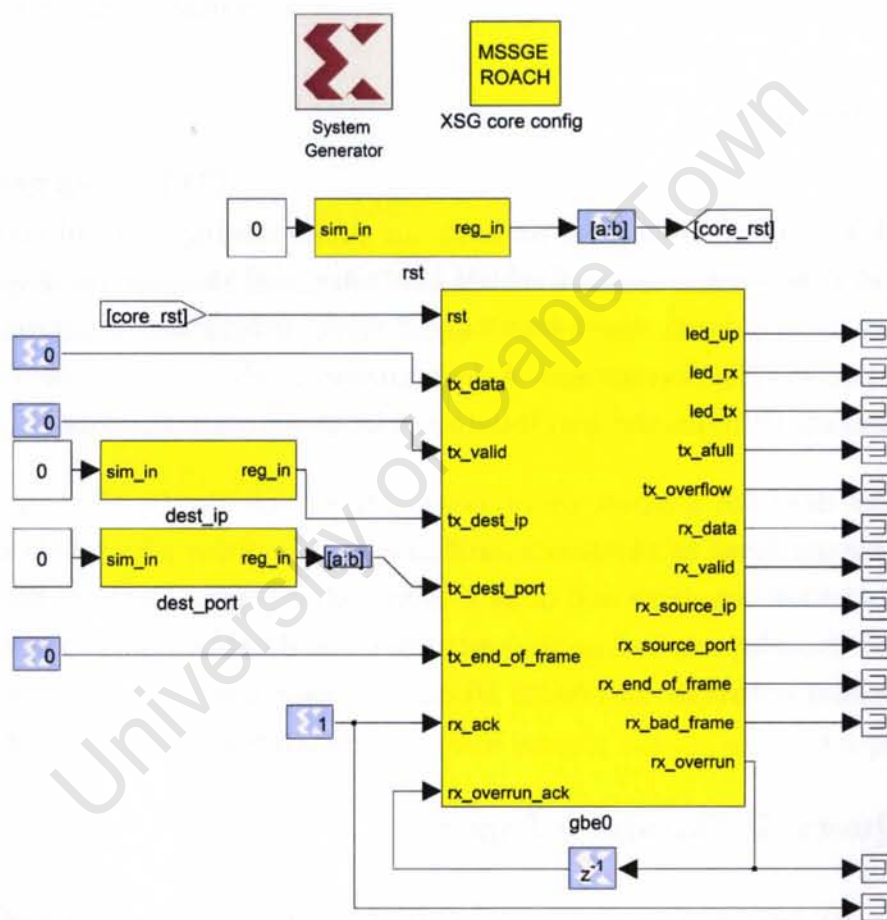 MSSGE
ROACH
System
Generator
XSG core config
0
sim_in
reg_in
[a:b]
[core_rst]
rst
[core_rst]
rst
led_up
0
tx_data
led_rx
led_tx
0
tx_valid
tx_afull
0
sim_in
reg_in
dest_ip
tx_overflow
tx_dest_ip
rx_data
0
sim_in
reg_in
[a:b]
dest_port
rx_valid
tx_dest_port
rx_source_ip
rx_source_port
0
tx_end_of_frame
rx_end_of_frame
1
rx_ack
rx_bad_frame
rx_overrun
rx_overrun_ack
gbe0
z-1
University of Cape Town